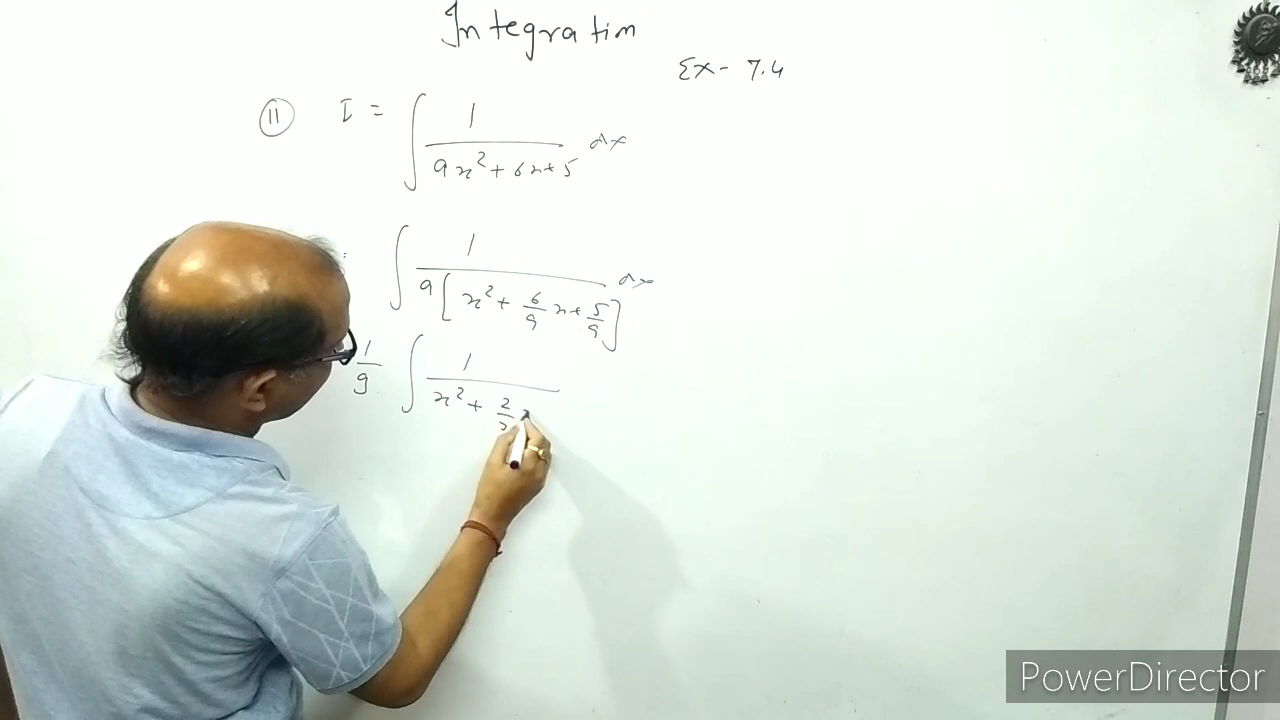 Integration
Ex- 7.4
(11) I = ∫ 1 / (9x² + 6x + 5) dx
∫ 1 / (9[x² + 6/9 x + 5/9]) dx
1/9 ∫ 1 / (x² + 2/3
PowerDirector